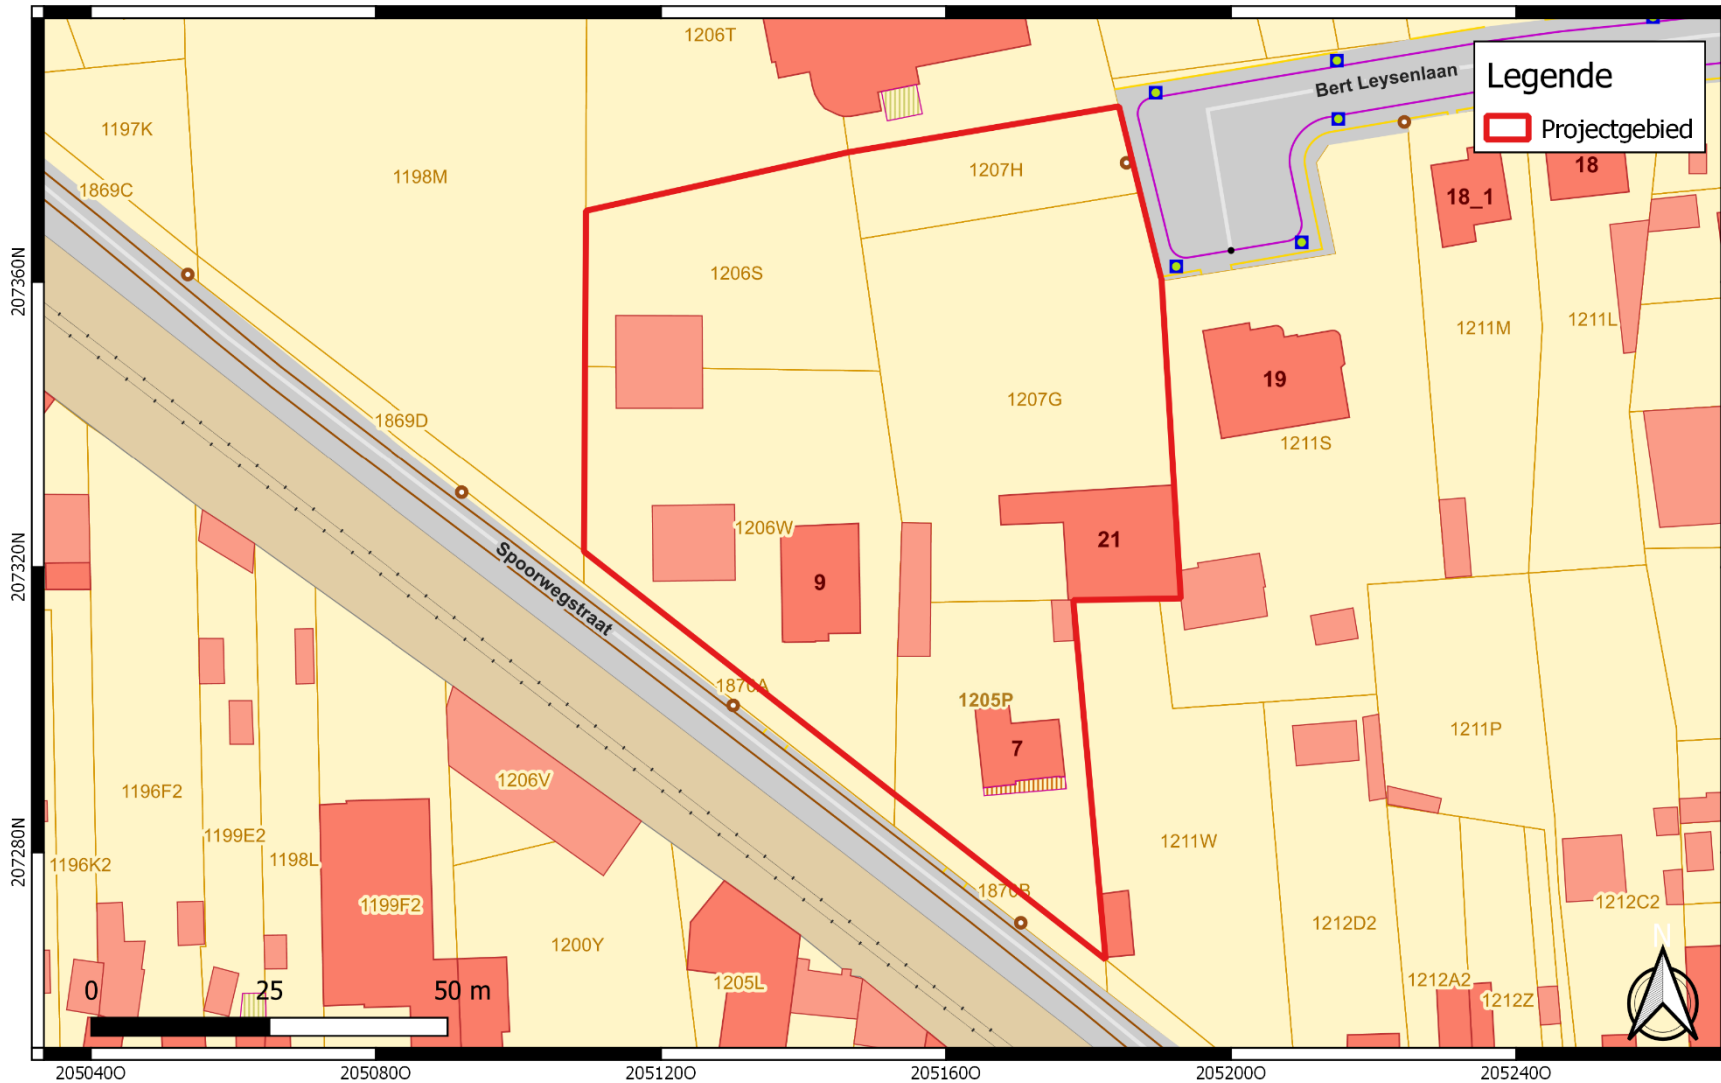 1206T
Bert Leysenlaan
Legende
Projectgebied
1197K
1869C
1198M
1207H
18_1
18
1206S
207360N
1211M
1211L
19
1207G
1211S
1869D
1206W
21
9
Spoorwegstraat
207320N
1870A
1205P
7
1211P
1206V
1196F2
1199E2
1198L
1196K2
207280N
1211W
1870B
1199F2
1200Y
1205L
1212D2
1212C2
1212A2
1212Z
N
0 25 50 m
205040O 205080O 205120O 205160O 205200O 205240O